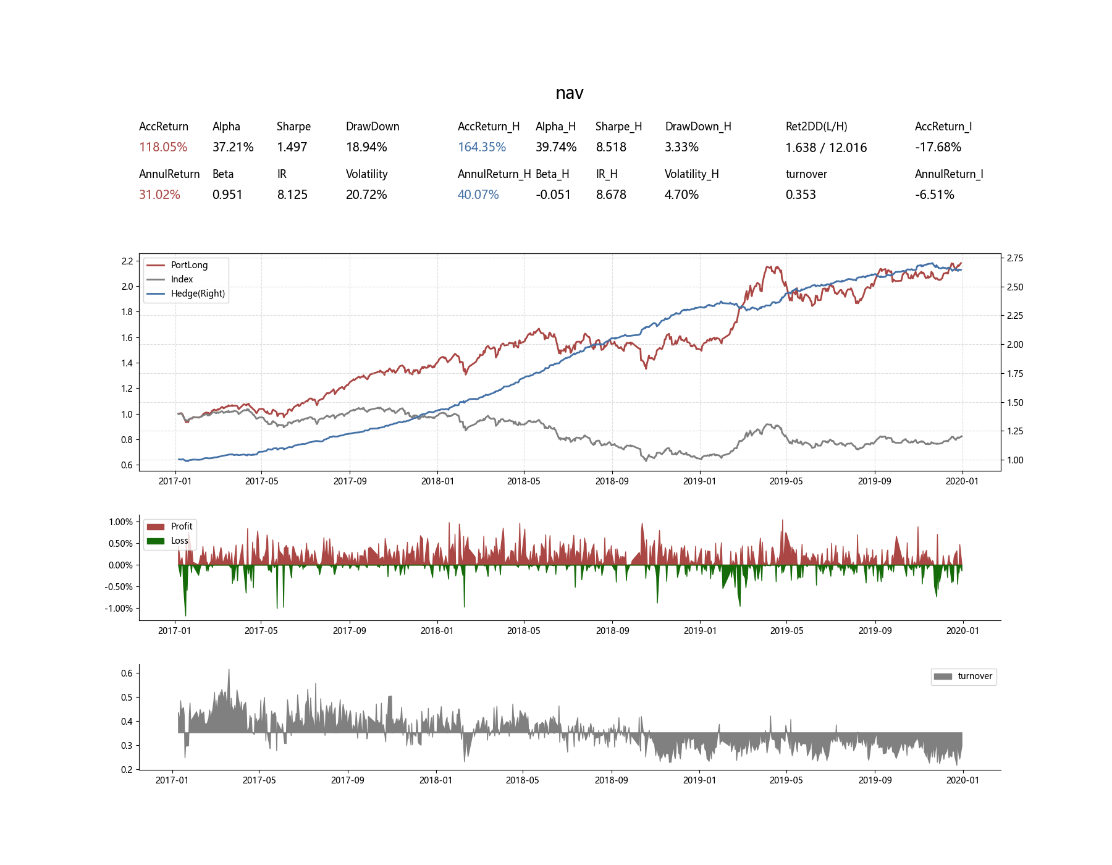 nav
AccReturn Alpha Sharpe DrawDown AccReturn_H Alpha_H Sharpe_H DrawDown_H Ret2DD(L/H) AccReturn_I
118.05% 37.21% 1.497 18.94% 164.35% 39.74% 8.518 3.33% 1.638 / 12.016 -17.68%
AnnulReturn Beta IR Volatility AnnulReturn_H Beta_H IR_H Volatility_H turnover AnnulReturn_I
31.02% 0.951 8.125 20.72% 40.07% -0.051 8.678 4.70% 0.353 -6.51%
PortLong
Index
Hedge(Right)
2.2
2.0
1.8
1.6
1.4
1.2
1.0
0.8
0.6
2.75
2.50
2.25
2.00
1.75
1.50
1.25
1.00
2017-01 2017-05 2017-09 2018-01 2018-05 2018-09 2019-01 2019-05 2019-09 2020-01
Profit
Loss
1.00%
0.50%
0.00%
-0.50%
-1.00%
2017-01 2017-05 2017-09 2018-01 2018-05 2018-09 2019-01 2019-05 2019-09 2020-01
turnover
0.6
0.5
0.4
0.3
0.2
2017-01 2017-05 2017-09 2018-01 2018-05 2018-09 2019-01 2019-05 2019-09 2020-01